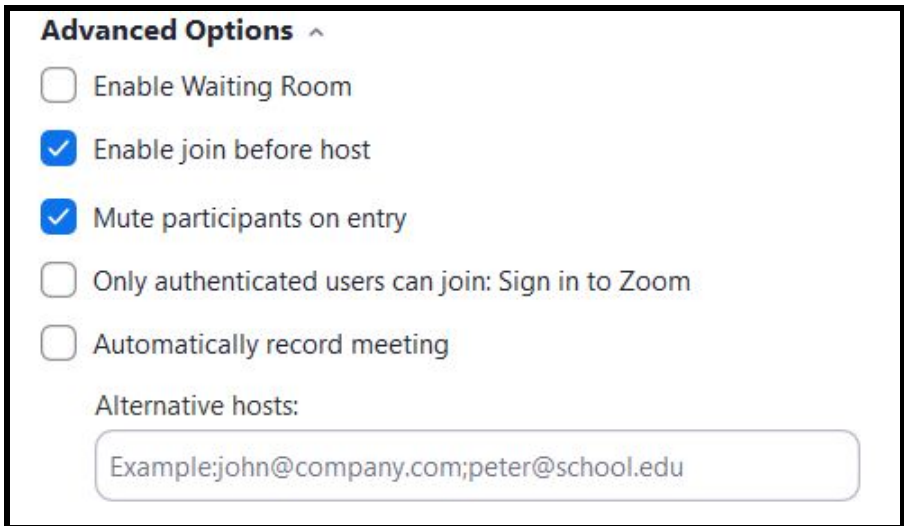 Advanced Options
Enable Waiting Room
Enable join before host
Mute participants on entry
Only authenticated users can join: Sign in to Zoom
Automatically record meeting
Alternative hosts:
Example:john@company.com;peter@school.edu